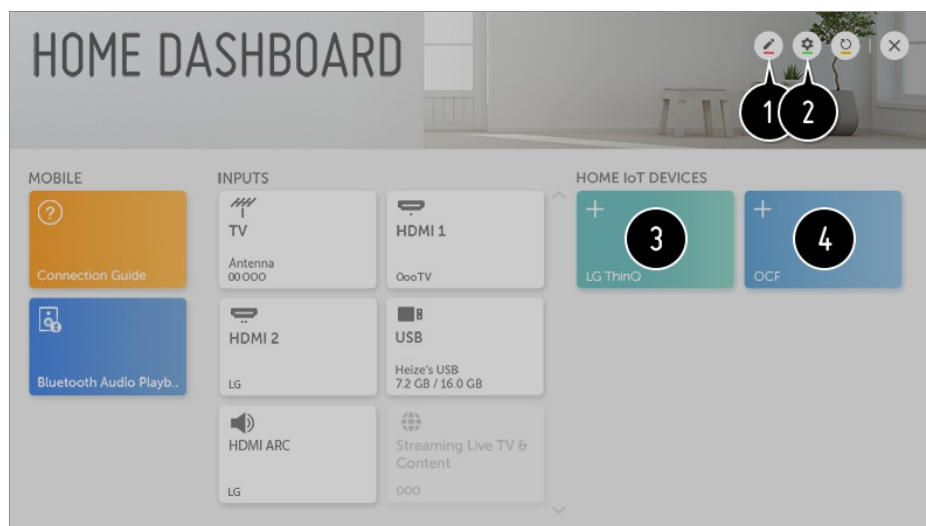 HOME DASHBOARD
1
2
MOBILE
Connection Guide
Bluetooth Audio Playb..
INPUTS
TV
Antenna
00 000
HDMI 1
OooTV
HDMI 2
LG
USB
Heize's USB
7.2 GB / 16.0 GB
HDMI ARC
LG
Streaming Live TV &
Content
000
HOME IoT DEVICES
3
LG ThinQ
4
OCF